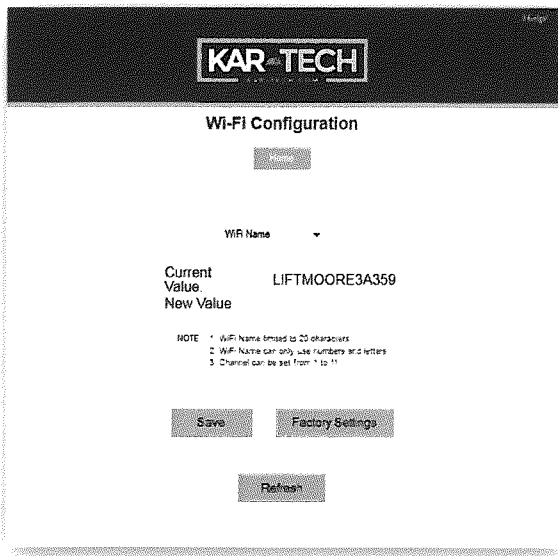 Help
KAR-TECH
Wi-Fi Configuration
Home
WiFi Name
Current
Value. LIFTMOORE3A359
New Value
NOTE 1. WiFi Name limited to 20 characters
2. WiFi Name can only use numbers and letters
3. Channel can be set from 1 to 11
Save Factory Settings
Refresh